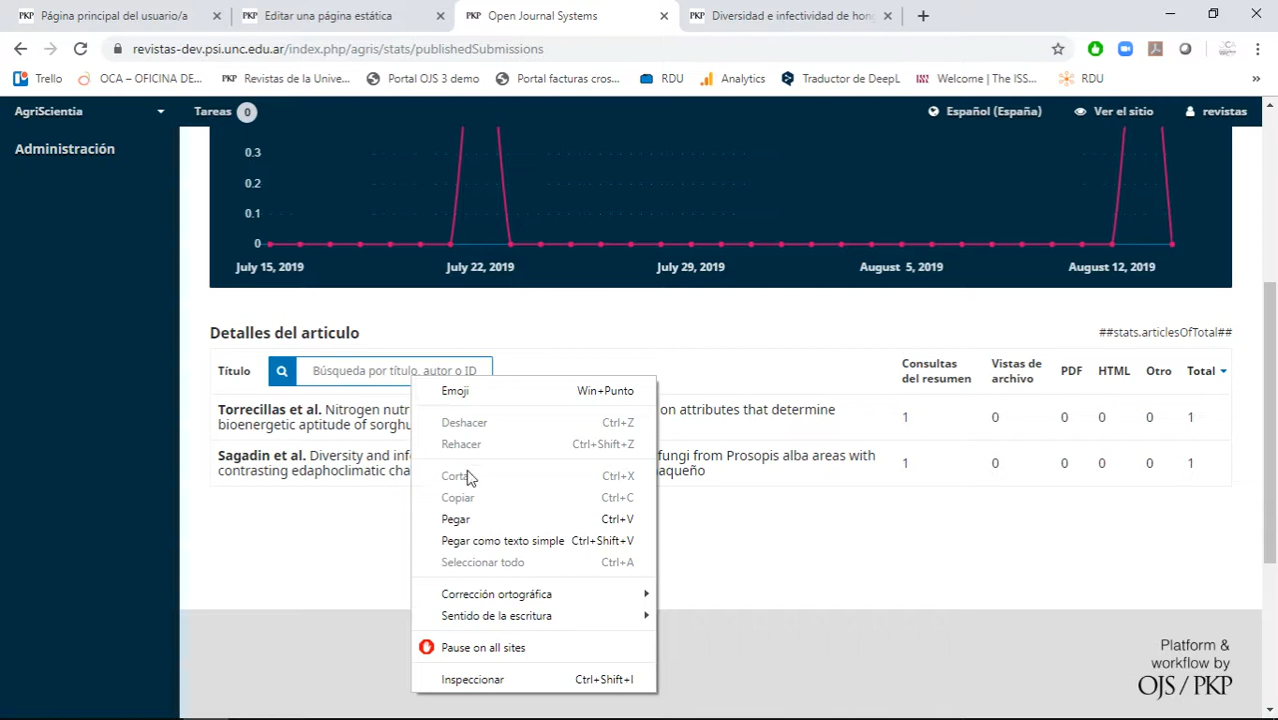 Página principal del usuario/a
Editar una página estática
Open Journal Systems
Diversidad e infectividad de hong
revistas-dev.psi.unc.edu.ar/index.php/agris/stats/publishedSubmissions
Trello
OCA – OFICINA DE...
Revistas de la Unive...
Portal OJS 3 demo
Portal facturas cros...
RDU
Analytics
Traductor de DeepL
Welcome | The ISS...
RDU
»
AgriScientia
Tareas 0
Español (España)
Ver el sitio
revistas
Administración
0.3
0.2
0.1
0
July 15, 2019
July 22, 2019
July 29, 2019
August 5, 2019
August 12, 2019
Detalles del articulo
##stats.articlesOfTotal##
Título
Búsqueda por título, autor o ID
Consultas del resumen
Vistas de archivo
PDF
HTML
Otro
Total
Torrecillas et al. Nitrogen nutr
on attributes that determine
bioenergetic aptitude of sorghu
1 0 0 0 0 1
Sagadin et al. Diversity and inf
fungi from Prosopis alba areas with
contrasting edaphoclimatic cha
aqueño
1 0 0 0 0 1
Emoji Win+Punto
Deshacer Ctrl+Z
Rehacer Ctrl+Shift+Z
Cortar Ctrl+X
Copiar Ctrl+C
Pegar Ctrl+V
Pegar como texto simple Ctrl+Shift+V
Seleccionar todo Ctrl+A
Corrección ortográfica
Sentido de la escritura
Pause on all sites
Inspeccionar Ctrl+Shift+I
Platform &
workflow by
OJS / PKP